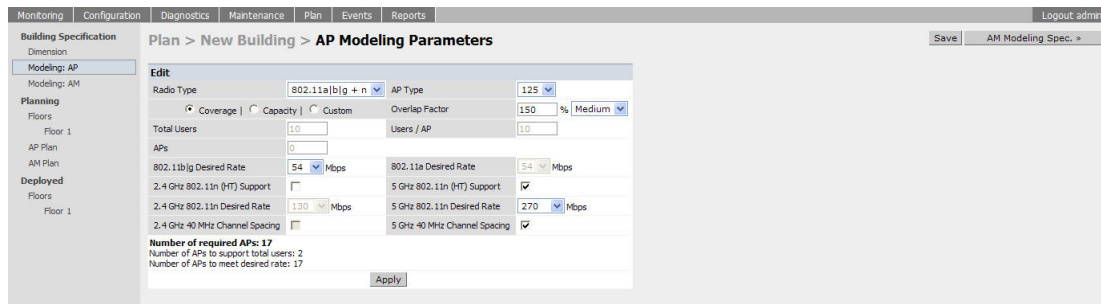 Monitoring Configuration Diagnostics Maintenance Plan Events Reports Logout admin
Building Specification
Dimension
Modeling: AP
Modeling: AM
Planning
Floors
Floor 1
AP Plan
AM Plan
Deployed
Floors
Floor 1
Plan > New Building > AP Modeling Parameters
Save AM Modeling Spec. »
Edit
Radio Type 802.11a|b|g + n AP Type 125
Coverage | Capacity | Custom Overlap Factor 150 % Medium
Total Users 10 Users / AP 10
APs 0
802.11b|g Desired Rate 54 Mbps 802.11a Desired Rate 54 Mbps
2.4 GHz 802.11n (HT) Support 5 GHz 802.11n (HT) Support
2.4 GHz 802.11n Desired Rate 130 Mbps 5 GHz 802.11n Desired Rate 270 Mbps
2.4 GHz 40 MHz Channel Spacing 5 GHz 40 MHz Channel Spacing
Number of required APs: 17
Number of APs to support total users: 2
Number of APs to meet desired rate: 17
Apply